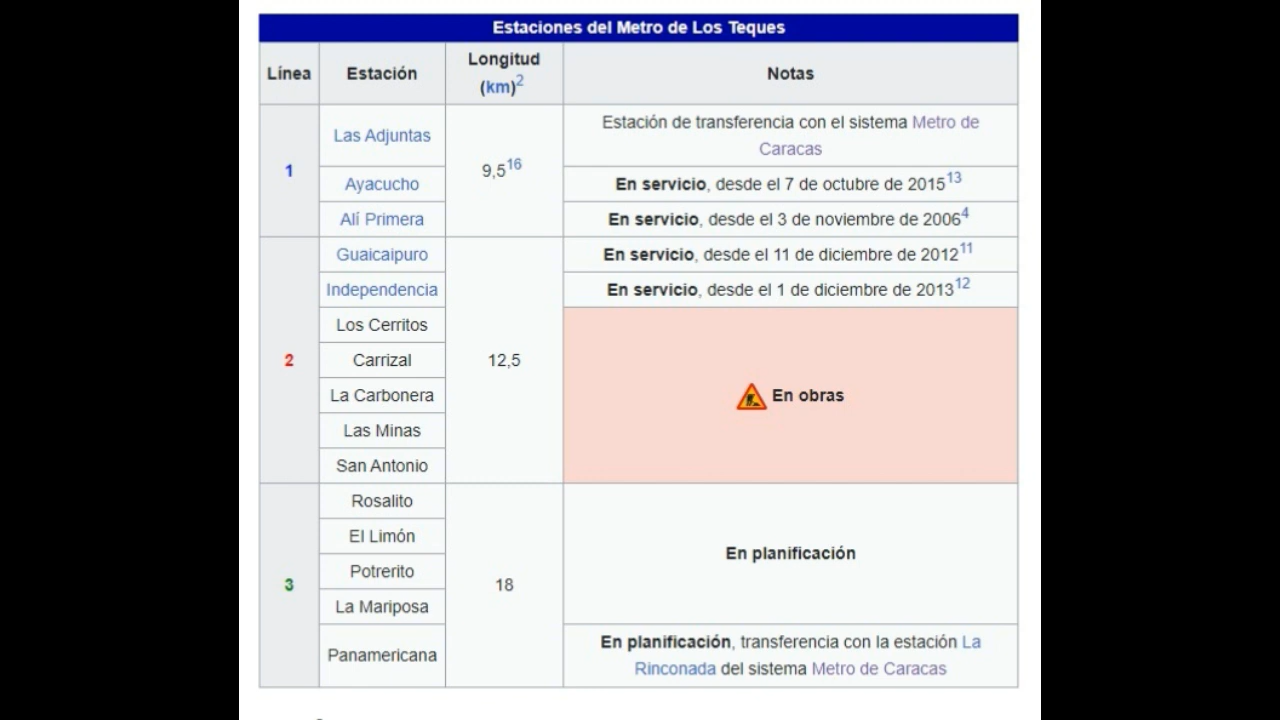 Estaciones del Metro de Los Teques
Línea Estación Longitud (km)2 Notas
1 Las Adjuntas 9,516 Estación de transferencia con el sistema Metro de Caracas
Ayacucho En servicio, desde el 7 de octubre de 201513
Alí Primera En servicio, desde el 3 de noviembre de 20064
2 Guaicaipuro 12,5 En servicio, desde el 11 de diciembre de 201211
Independencia En servicio, desde el 1 de diciembre de 201312
Los Cerritos En obras
Carrizal
La Carbonera
Las Minas
San Antonio
3 Rosalito 18 En planificación
El Limón
Potrerito
La Mariposa
Panamericana En planificación, transferencia con la estación La Rinconada del sistema Metro de Caracas